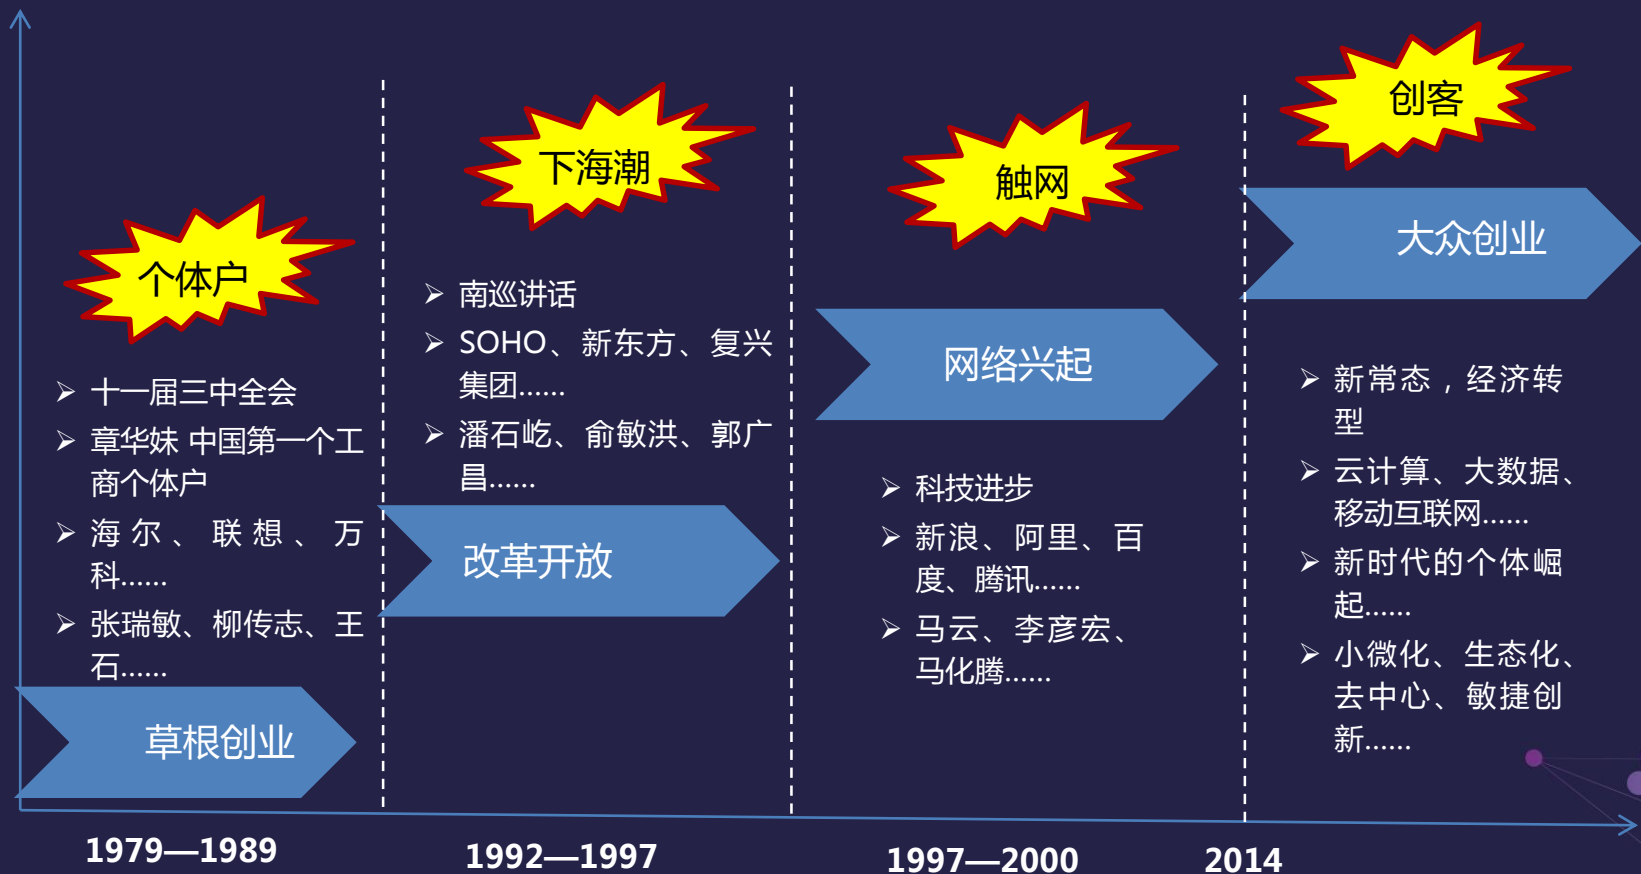 个体户
十一届三中全会
章华妹 中国第一个工
商个体户
海尔、联想、万
科……
张瑞敏、柳传志、王
石……
草根创业
1979—1989
下海潮
南巡讲话
SOHO、新东方、复兴
集团……
潘石屹、俞敏洪、郭广
昌……
改革开放
1992—1997
触网
网络兴起
科技进步
新浪、阿里、百
度、腾讯……
马云、李彦宏、
马化腾……
1997—2000
创客
大众创业
新常态，经济转
型
云计算、大数据、
移动互联网……
新时代的个体崛
起……
小微化、生态化、
去中心、敏捷创
新……
2014